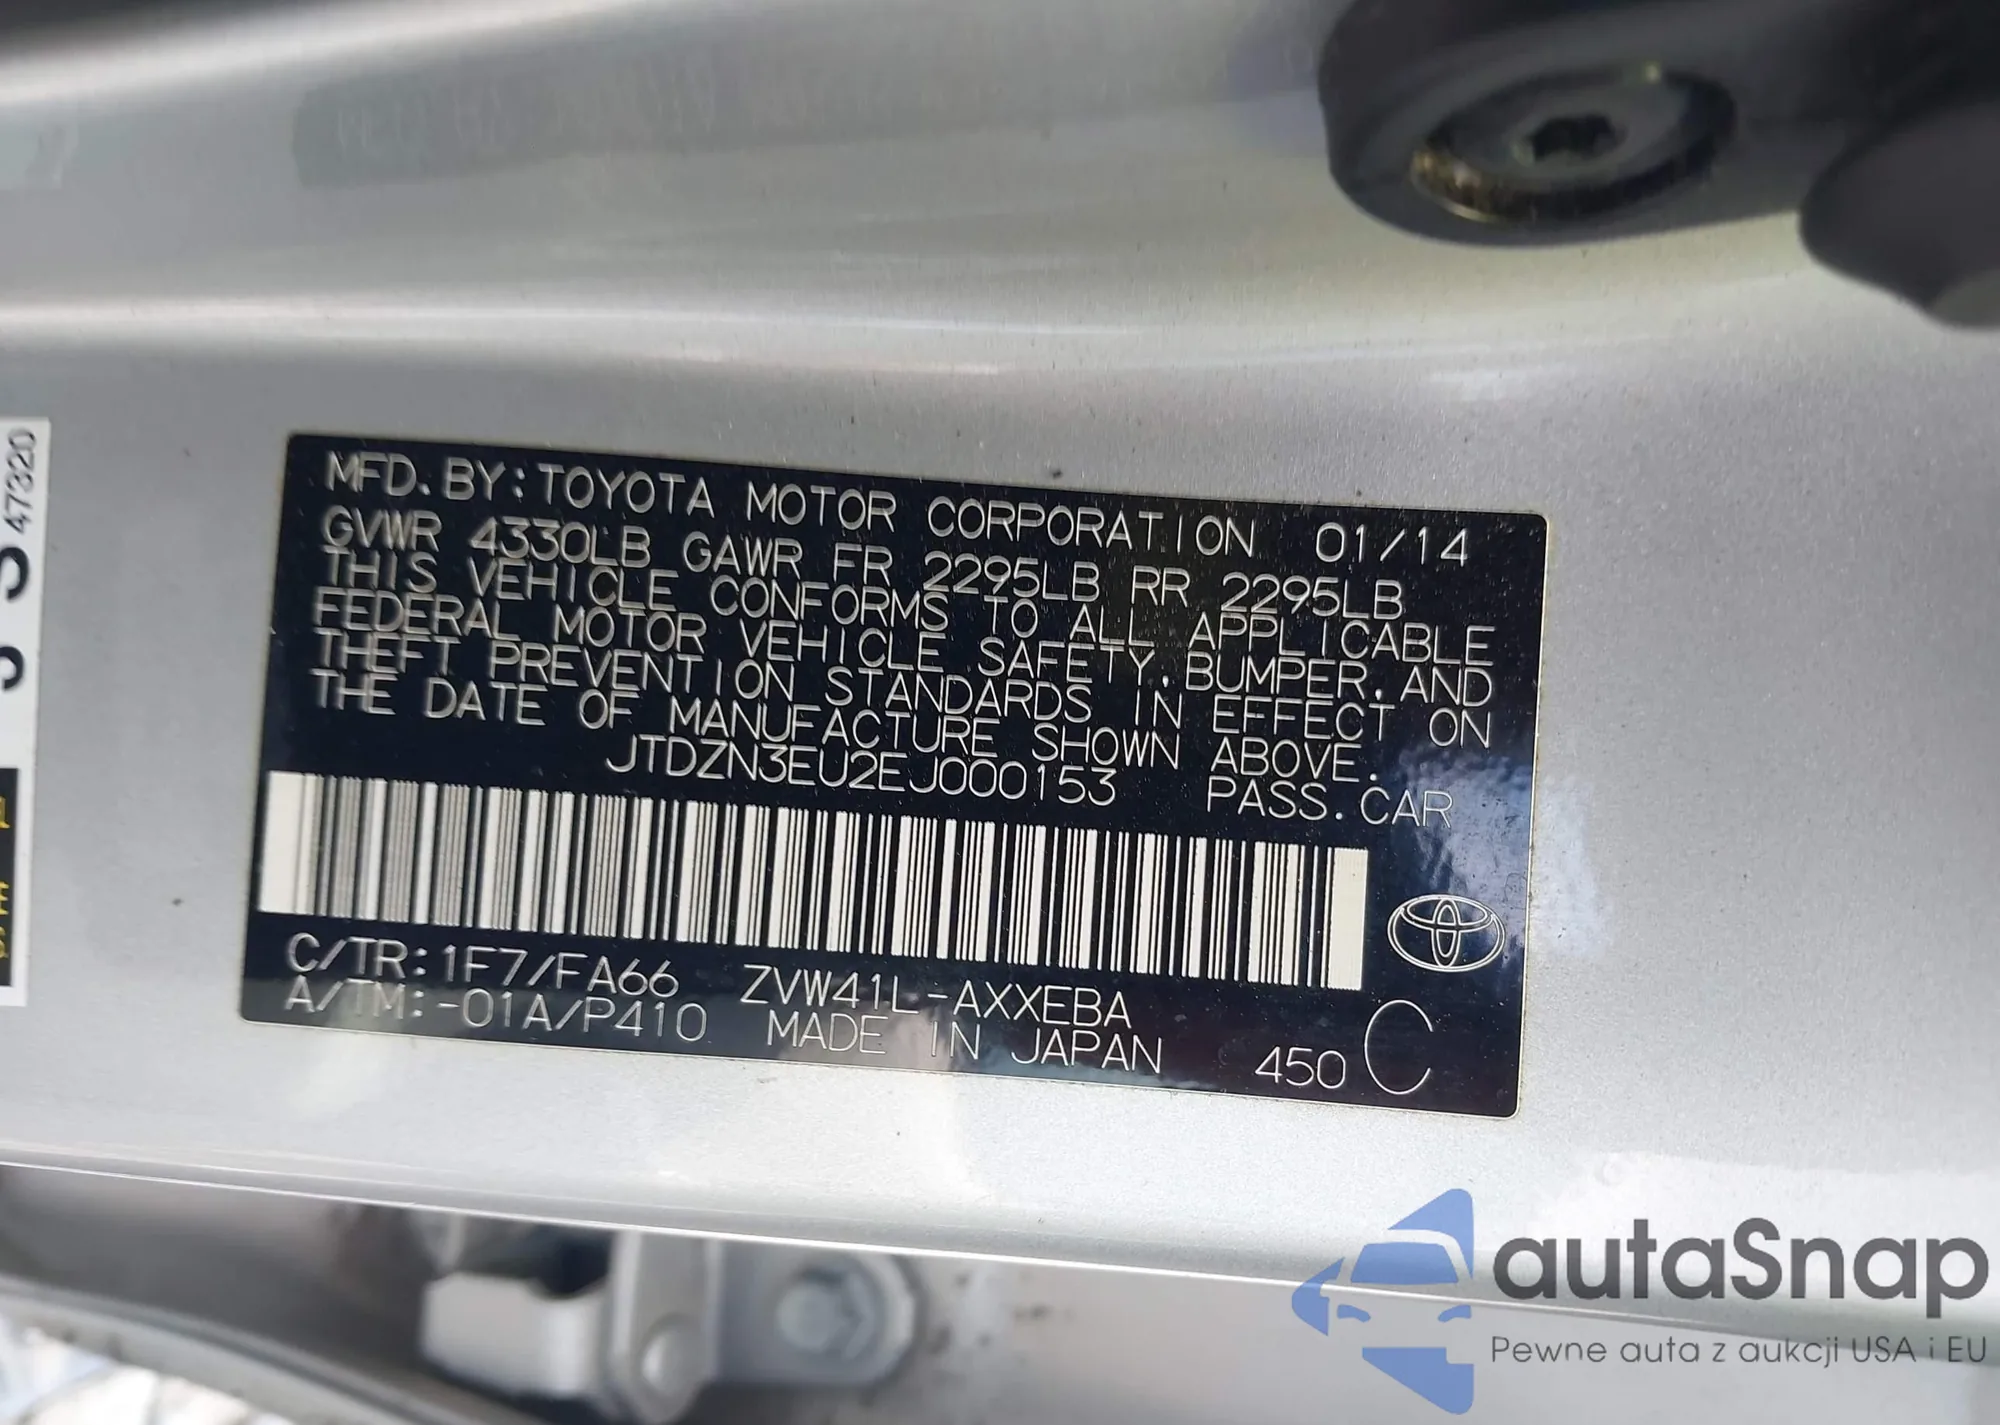 47320
MFD. BY: TOYOTA MOTOR CORPORATION 01/14
GVWR 4330LB GAWR FR 2295LB RR 2295LB
THIS VEHICLE CONFORMS TO ALL APPLICABLE
FEDERAL MOTOR VEHICLE SAFETY, BUMPER, AND
THEFT PREVENTION STANDARDS IN EFFECT ON
THE DATE OF MANUFACTURE SHOWN ABOVE.
JTDZN3EU2EJ000153 PASS. CAR
C/TR: 1F7/FA66 ZVW41L-AXXEBA
A/TM: -01A/P410 MADE IN JAPAN 450 C
autaSnap
Pewne auta z aukcji USA i EU